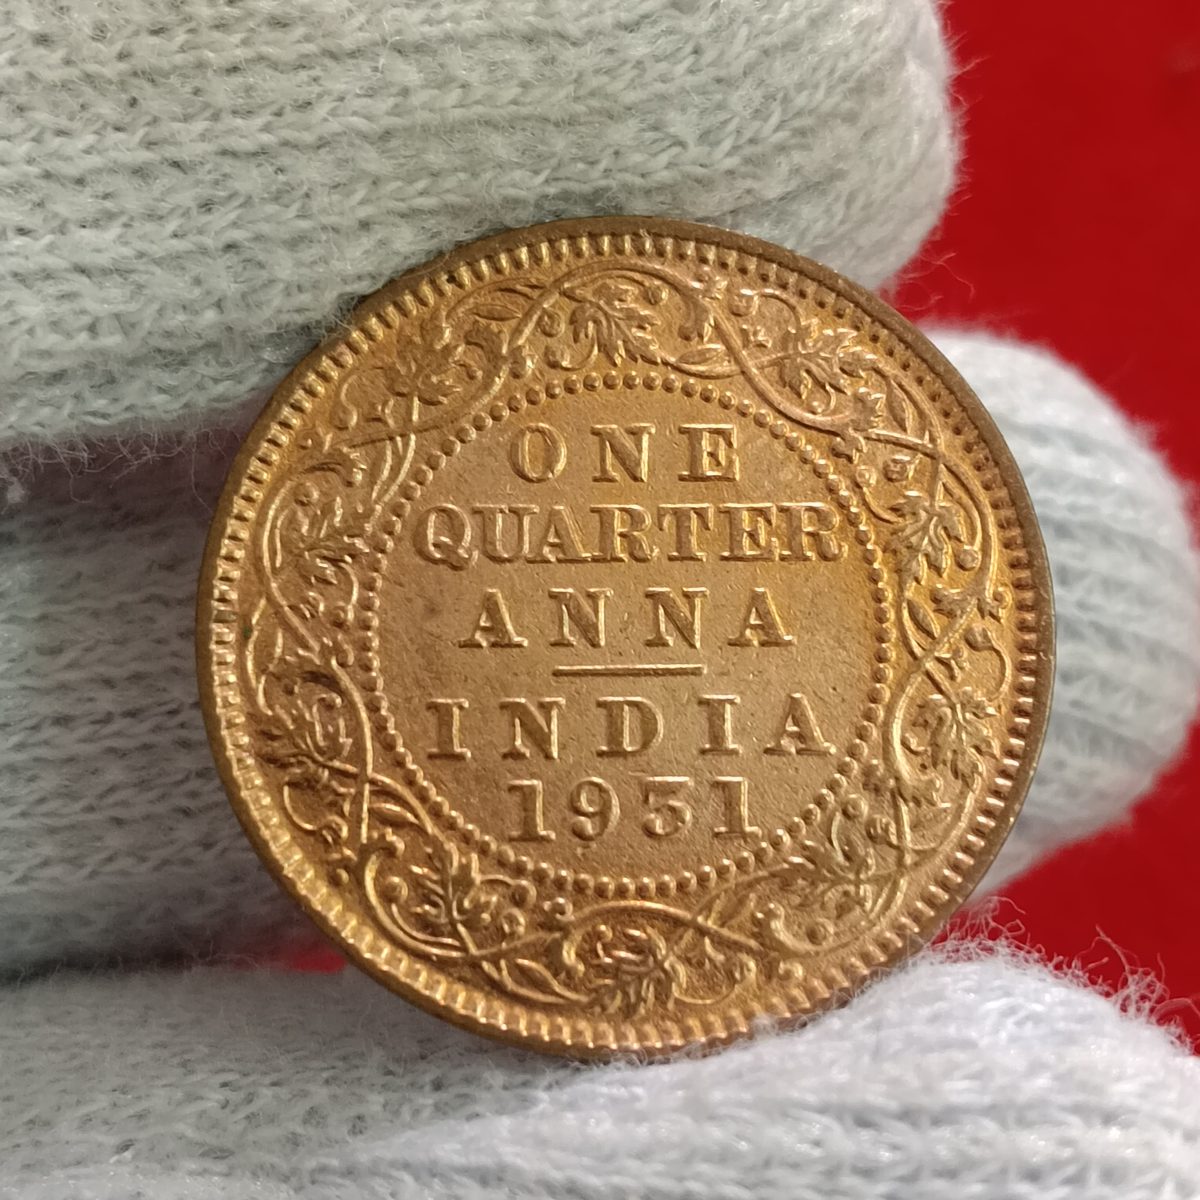 ONE
QUARTER
ANNA
INDIA
1931